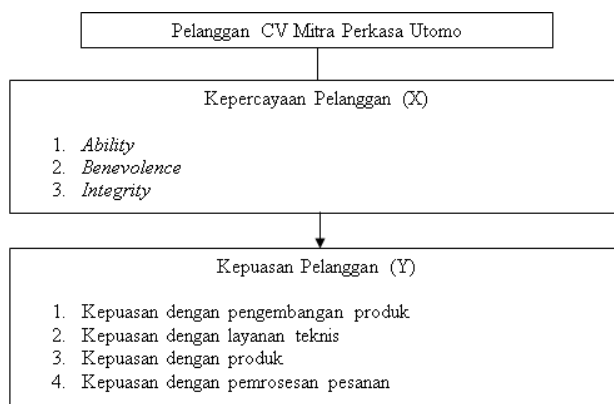 Pelanggan CV Mitra Perkasa Utomo
Kepercayaan Pelanggan (X)
1. Ability
2. Benevolence
3. Integrity
Kepuasan Pelanggan (Y)
1. Kepuasan dengan pengembangan produk
2. Kepuasan dengan layanan teknis
3. Kepuasan dengan produk
4. Kepuasan dengan pemrosesan pesanan